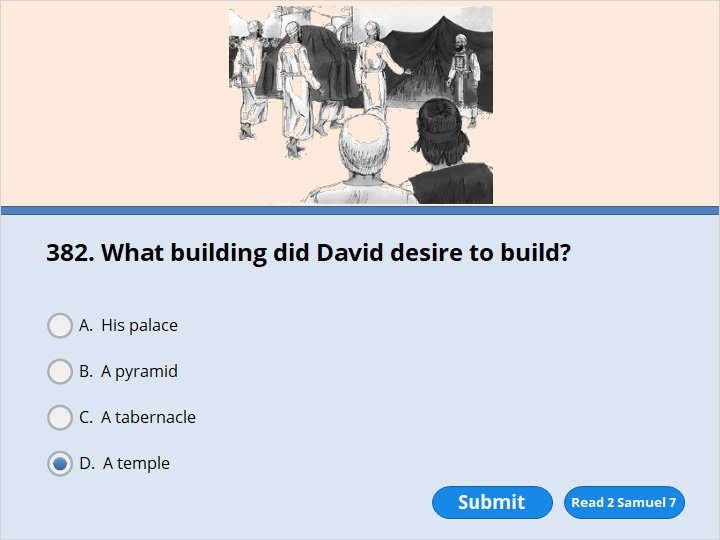 382. What building did David desire to build?
A. His palace
B. A pyramid
C. A tabernacle
D. A temple
Submit
Read 2 Samuel 7